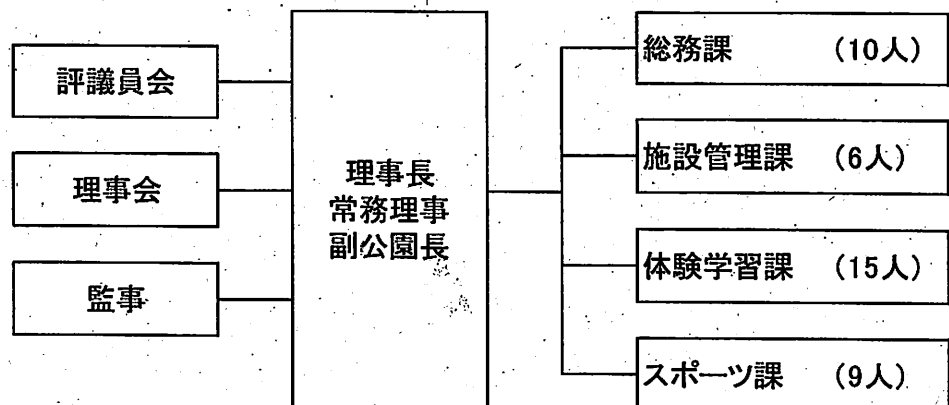 評議員会
理事会
監事
理事長
常務理事
副公園長
総務課 （10人）
施設管理課 （6人）
体験学習課 （15人）
スポーツ課 （9人）